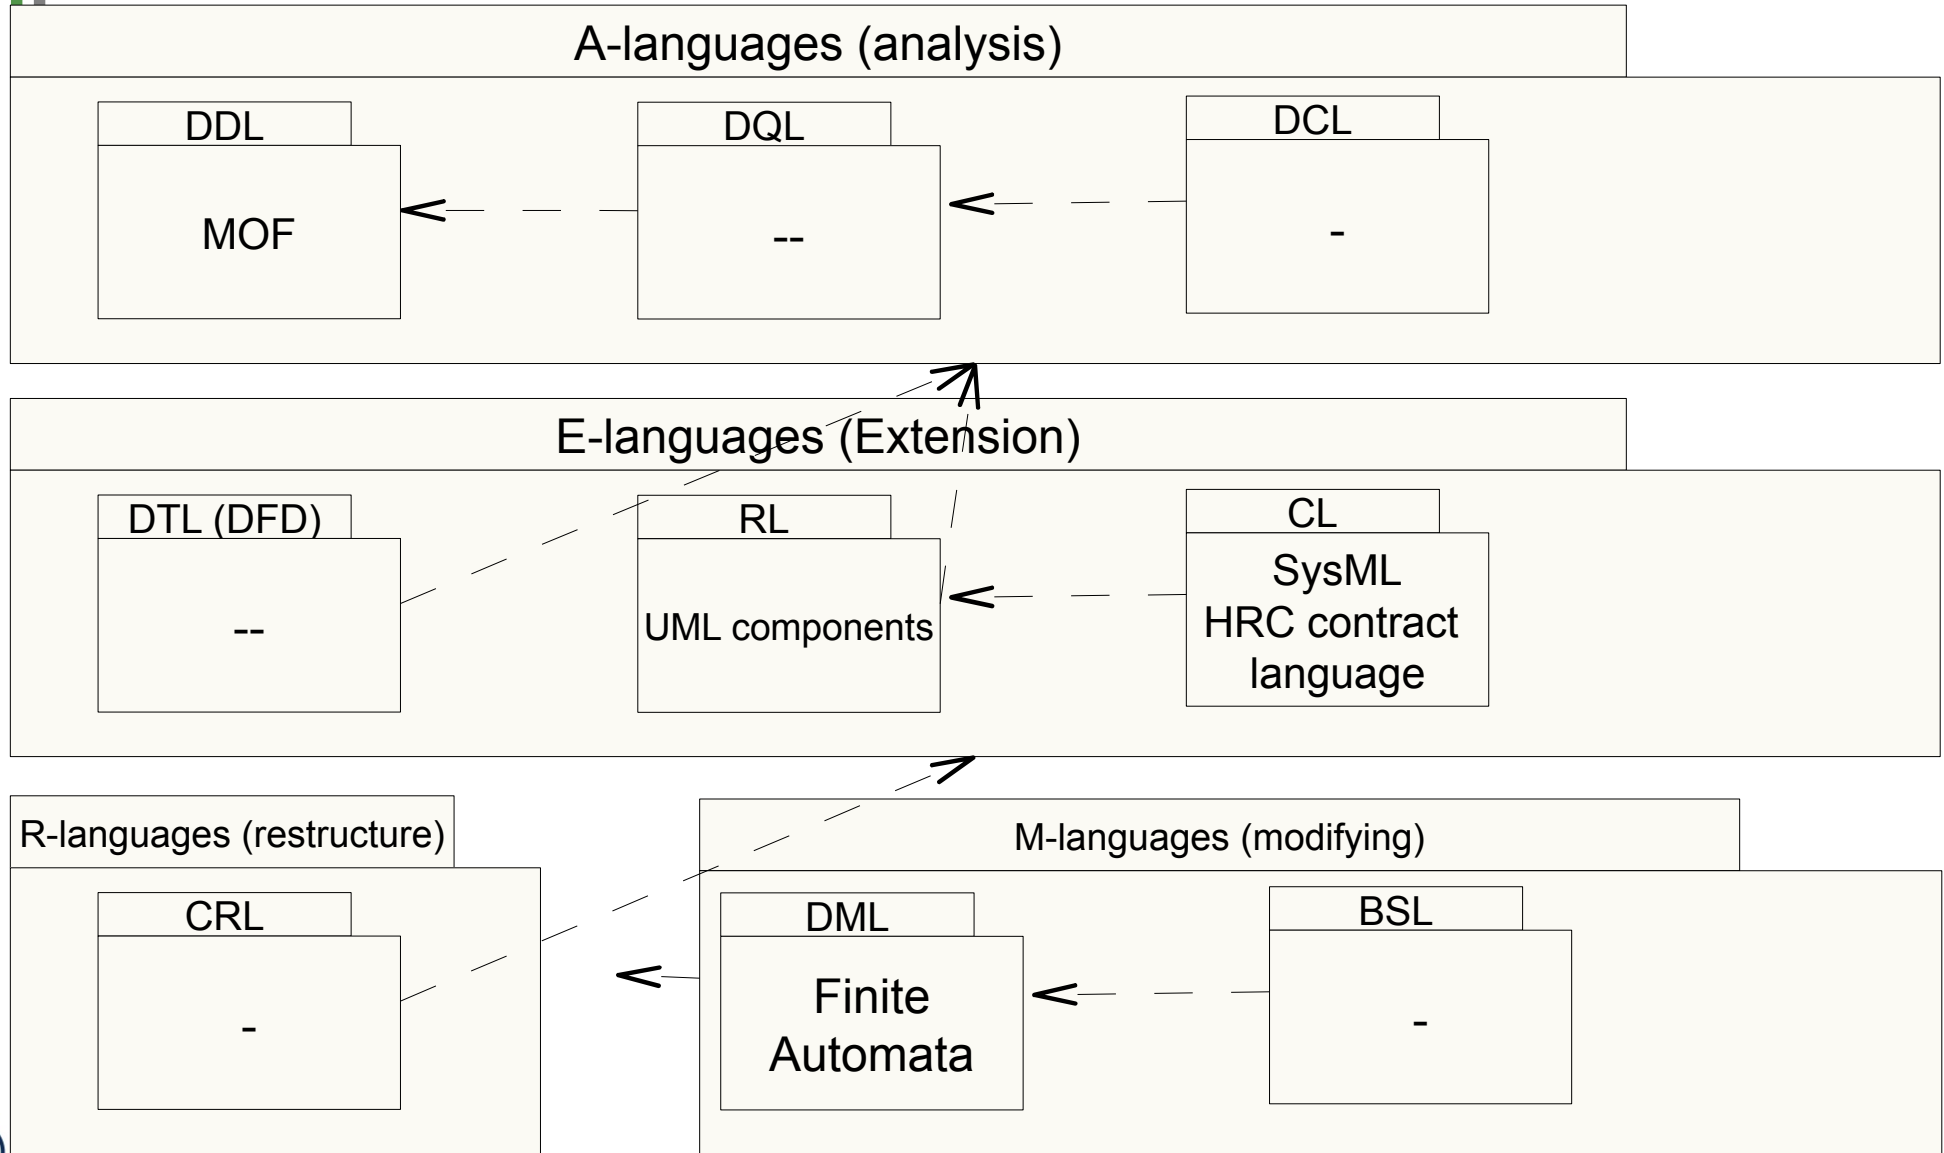 A-languages (analysis)
DDL
DQL
DCL
MOF
--
-
E-languages (Extension)
DTL (DFD)
RL
CL
--
UML components
SysML
HRC contract
language
R-languages (restructure)
M-languages (modifying)
CRL
DML
BSL
-
Finite
Automata
-